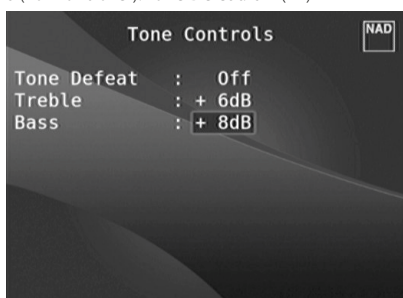 Tone Controls
NAD
Tone Defeat : Off
Treble : + 6dB
Bass : + 8dB